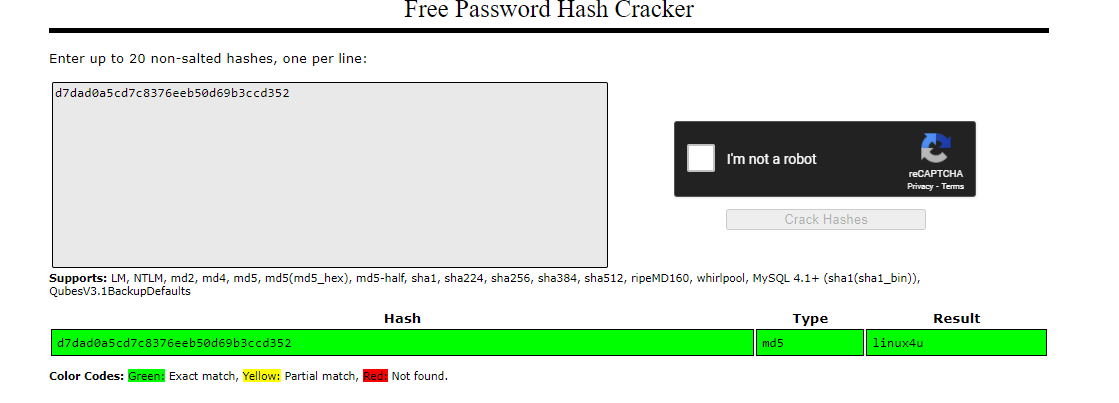 Free Password Hash Cracker
Enter up to 20 non-salted hashes, one per line:
d7dad0a5cd7c8376eeb50d69b3ccd352
I'm not a robot
reCAPTCHA
Privacy - Terms
Crack Hashes
Supports: LM, NTLM, md2, md4, md5, md5(md5_hex), md5-half, sha1, sha224, sha256, sha384, sha512, ripeMD160, whirlpool, MySQL 4.1+ (sha1(sha1_bin)),
QubesV3.1BackupDefaults
Hash Type Result
d7dad0a5cd7c8376eeb50d69b3ccd352 md5 linux4u
Color Codes: Green: Exact match, Yellow: Partial match, Red: Not found.